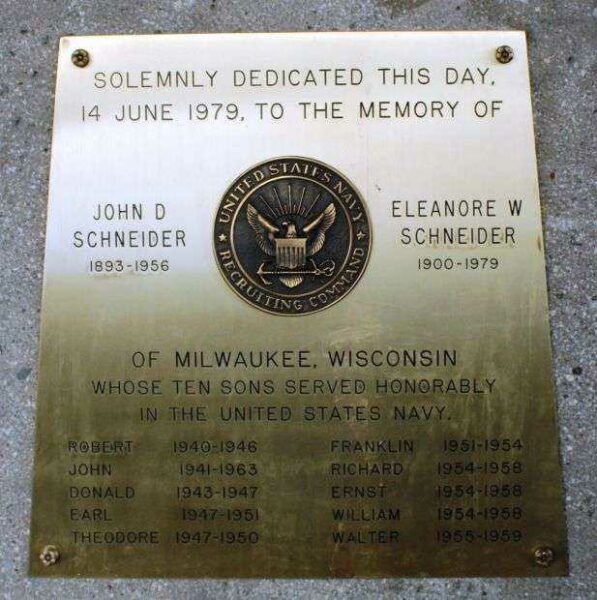 SOLEMNLY DEDICATED THIS DAY,
14 JUNE 1979, TO THE MEMORY OF
JOHN D
SCHNEIDER
1893-1956
UNITED STATES NAVY
RECRUITING COMMAND
ELEANORE W
SCHNEIDER
1900-1979
OF MILWAUKEE, WISCONSIN
WHOSE TEN SONS SERVED HONORABLY
IN THE UNITED STATES NAVY.
ROBERT 1940-1946
JOHN 1941-1963
DONALD 1943-1947
EARL 1947-1951
THEODORE 1947-1950
FRANKLIN 1951-1954
RICHARD 1954-1958
ERNST 1954-1958
WILLIAM 1954-1958
WALTER 1955-1959